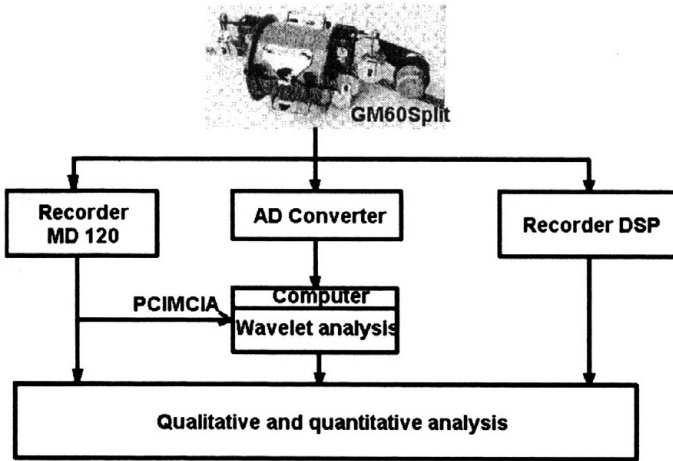 GM60Split
Recorder
MD 120
AD Converter
Recorder DSP
PCIMCIA
Computer
Wavelet analysis
Qualitative and quantitative analysis